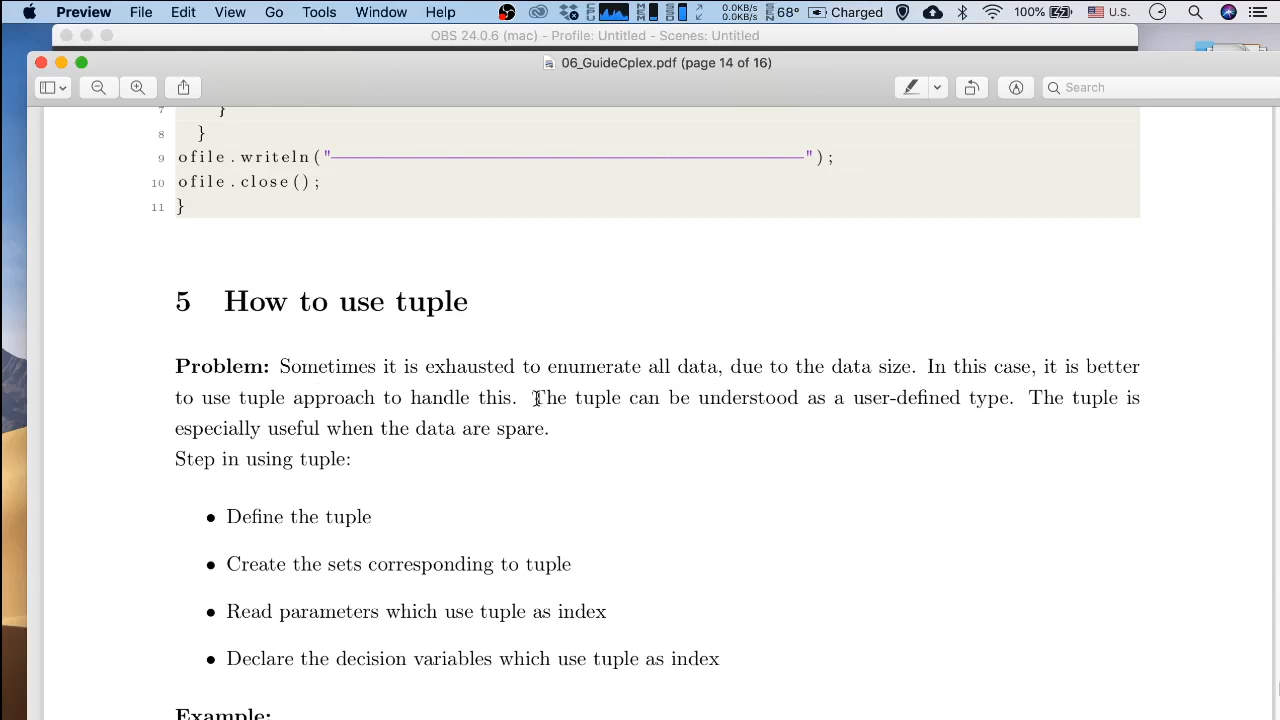 Preview File Edit View Go Tools Window Help 0.0KB/s 0.0KB/s 68° Charged 100% U.S.
OBS 24.0.6 (mac) - Profile: Untitled - Scenes: Untitled
06_GuideCplex.pdf (page 14 of 16)
Search
7 }
8 }
9 ofile.writeln("————————————————————");
10 ofile.close();
11 }
5 How to use tuple
Problem: Sometimes it is exhausted to enumerate all data, due to the data size. In this case, it is better
to use tuple approach to handle this. The tuple can be understood as a user-defined type. The tuple is
especially useful when the data are spare.
Step in using tuple:
• Define the tuple
• Create the sets corresponding to tuple
• Read parameters which use tuple as index
• Declare the decision variables which use tuple as index
Example: